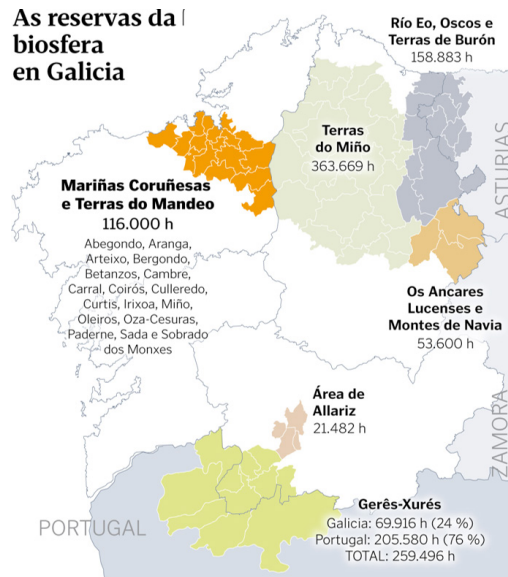 As reservas da
biosfera
en Galicia
Río Eo, Oscos e
Terras de Burón
158.883 h
Terras
do Miño
363.669 h
ASTURIAS
Mariñas Coruñesas
e Terras do Mandeo
116.000 h
Abegondo, Aranga,
Arteixo, Bergondo,
Betanzos, Cambre,
Carral, Coirós, Culleredo,
Curtis, Irixoa, Miño,
Oleiros, Oza-Cesuras,
Paderne, Sada e Sobrado
dos Monxes
Os Ancares
Lucenses e
Montes de Navia
53.600 h
Área de
Allariz
21.482 h
ZAMORA
Gerês-Xurés
Galicia: 69.916 h (24 %)
Portugal: 205.580 h (76 %)
TOTAL: 259.496 h
PORTUGAL